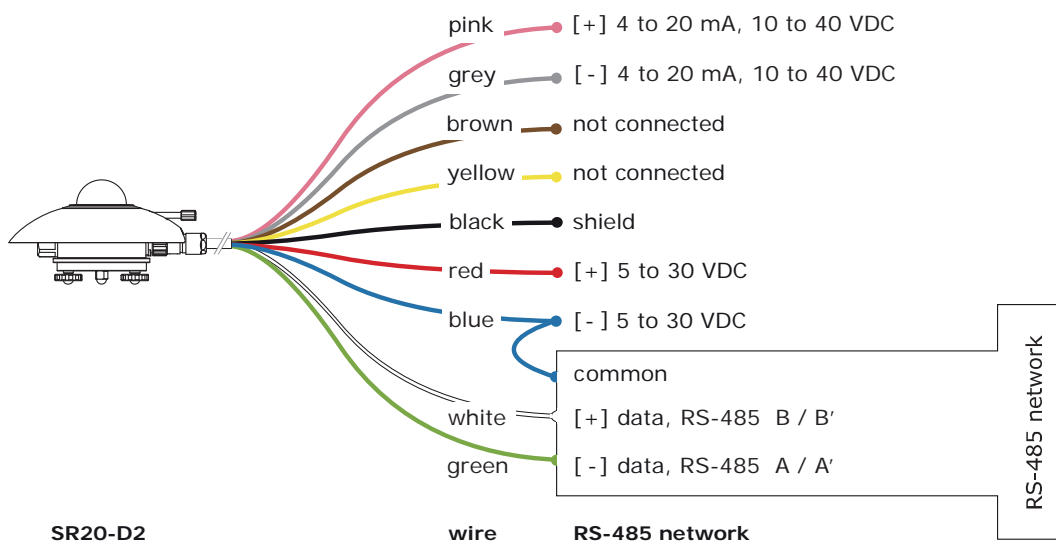 pink [+] 4 to 20 mA, 10 to 40 VDC
grey [-] 4 to 20 mA, 10 to 40 VDC
brown not connected
yellow not connected
black shield
red [+] 5 to 30 VDC
blue [-] 5 to 30 VDC
common
white [+] data, RS-485 B / B′
green [-] data, RS-485 A / A′
RS-485 network
SR20-D2 wire RS-485 network